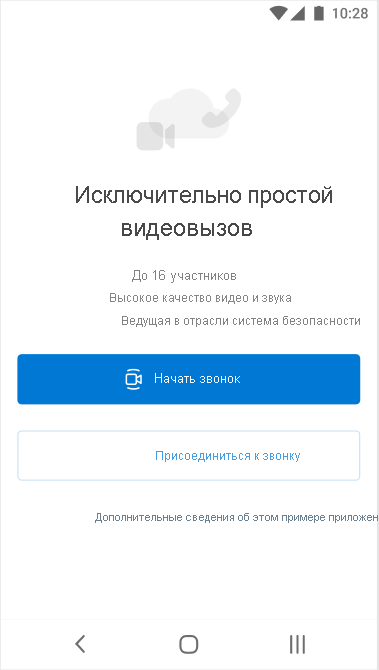 10:28
Исключительно простой
видеовызов
До 16 участников
Высокое качество видео и звука
Ведущая в отрасли система безопасности
Начать звонок
Присоединиться к звонку
Дополнительные сведения об этом примере приложен